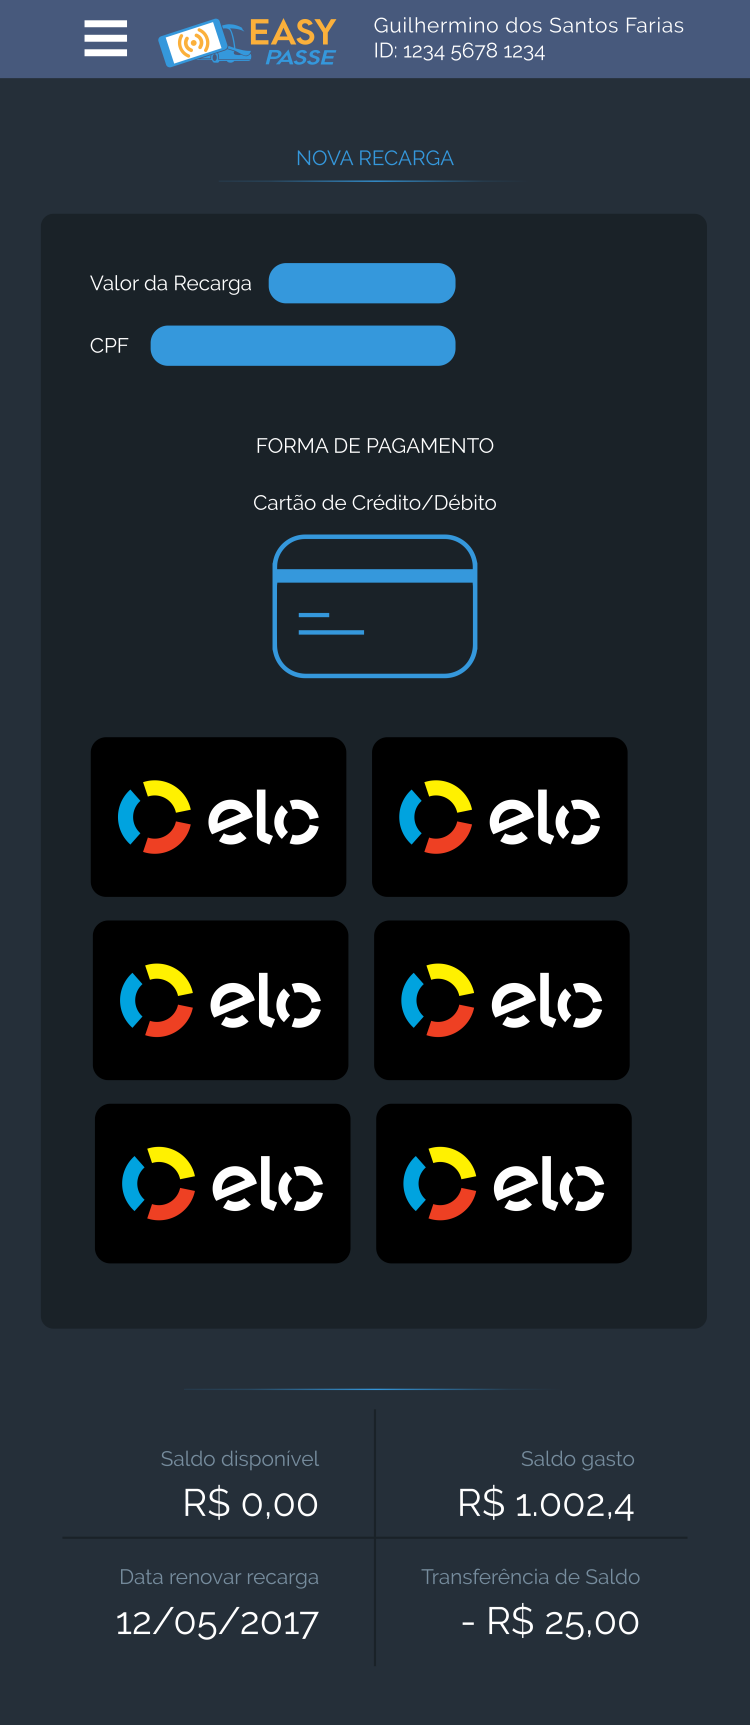 EASY
PASSE
Guilhermino dos Santos Farias
ID: 1234 5678 1234
NOVA RECARGA
Valor da Recarga
CPF
FORMA DE PAGAMENTO
Cartão de Crédito/Débito
elo elo
elo elo
elo elo
Saldo disponível
R$ 0,00
Saldo gasto
R$ 1.002,4
Data renovar recarga
12/05/2017
Transferência de Saldo
- R$ 25,00